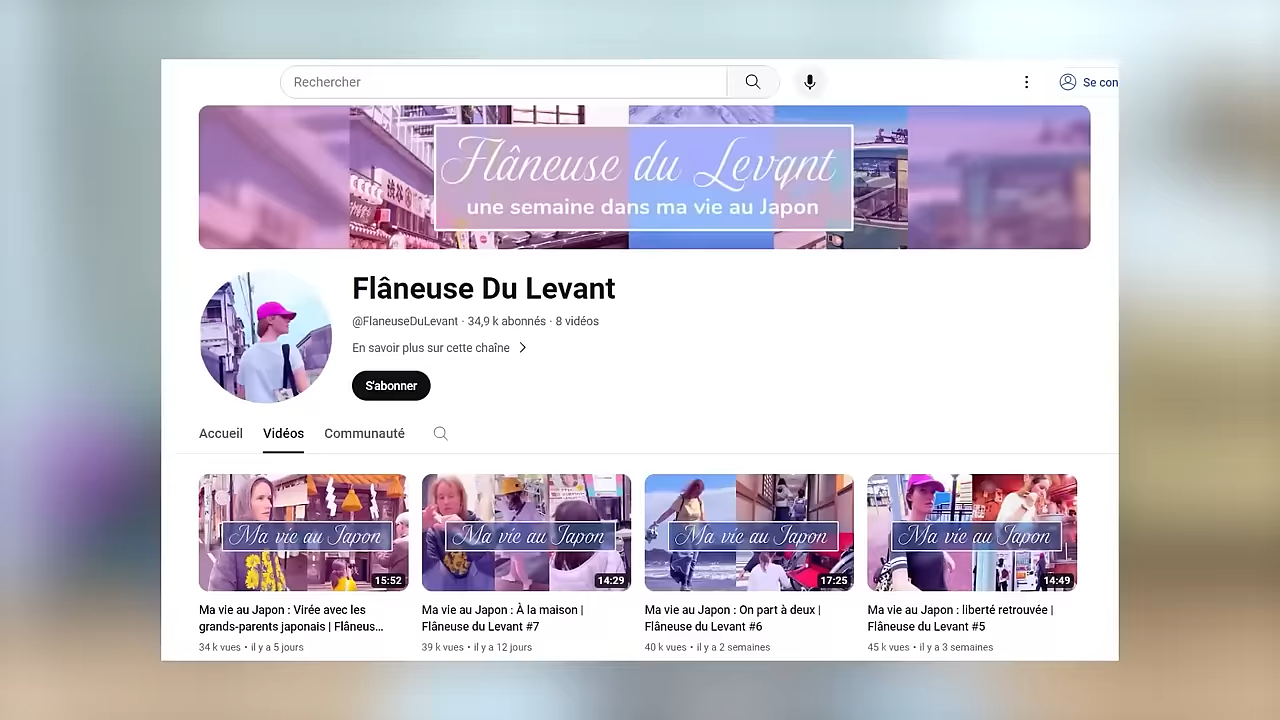 Rechercher
Se con
Flâneuse du Levant
une semaine dans ma vie au Japon
Flâneuse Du Levant
@FlaneuseDuLevant · 34,9 k abonnés · 8 vidéos
En savoir plus sur cette chaîne
S'abonner
Accueil Vidéos Communauté
Ma vie au Japon
15:52
Ma vie au Japon
14:29
Ma vie au Japon
17:25
Ma vie au Japon
14:49
Ma vie au Japon : Virée avec les
grands-parents japonais | Flâneus...
34 k vues • il y a 5 jours
Ma vie au Japon : À la maison |
Flâneuse du Levant #7
39 k vues • il y a 12 jours
Ma vie au Japon : On part à deux |
Flâneuse du Levant #6
40 k vues • il y a 2 semaines
Ma vie au Japon : liberté retrouvée |
Flâneuse du Levant #5
45 k vues • il y a 3 semaines